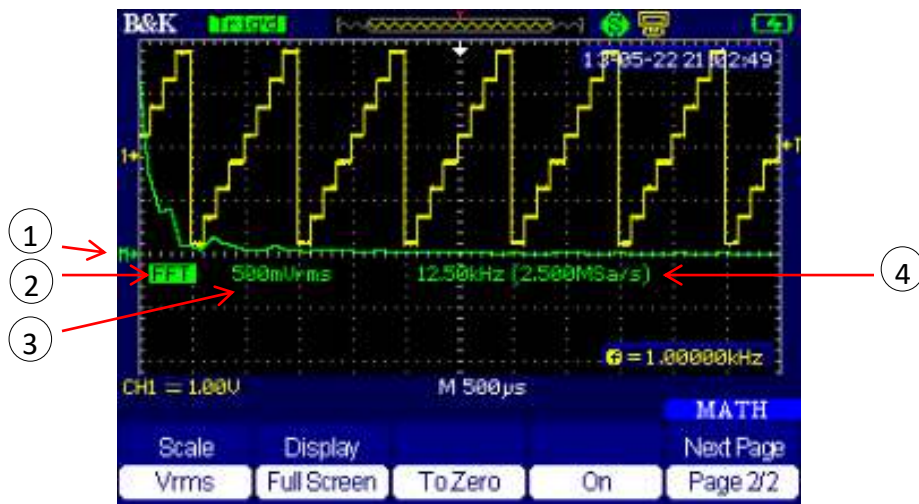 B&K Trig'd
13-05-22 21:02:49
1
T
1
M
2
FFT 500mVrms 12.50kHz (2.500MSa/s)
4
3
f = 1.00000kHz
CH1 = 1.00V M 500µs
MATH
Scale Display Next Page
Vrms Full Screen To Zero On Page 2/2